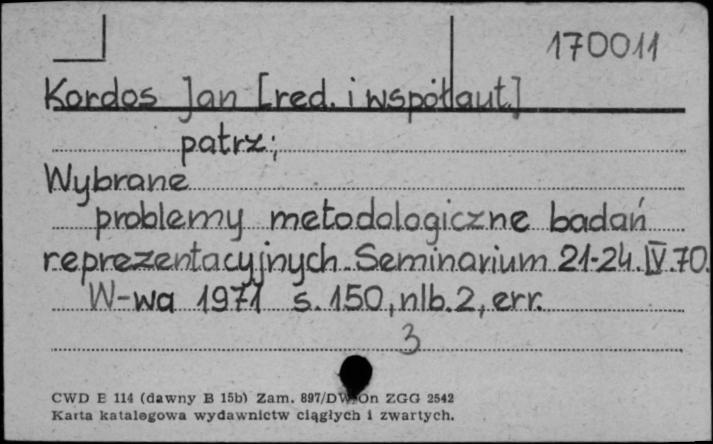 170011
Kordos Jan [red. i współaut.]
patrz;
Wybrane
problemy metodologiczne badań
reprezentacyjnych. Seminarium 21-24.IV.70.
W-wa 1971 s. 150, nlb. 2, err.
3
CWD E 114 (dawny B 15b) Zam. 897/DW/On ZGG 2542
Karta katalogowa wydawnictw ciągłych i zwartych.